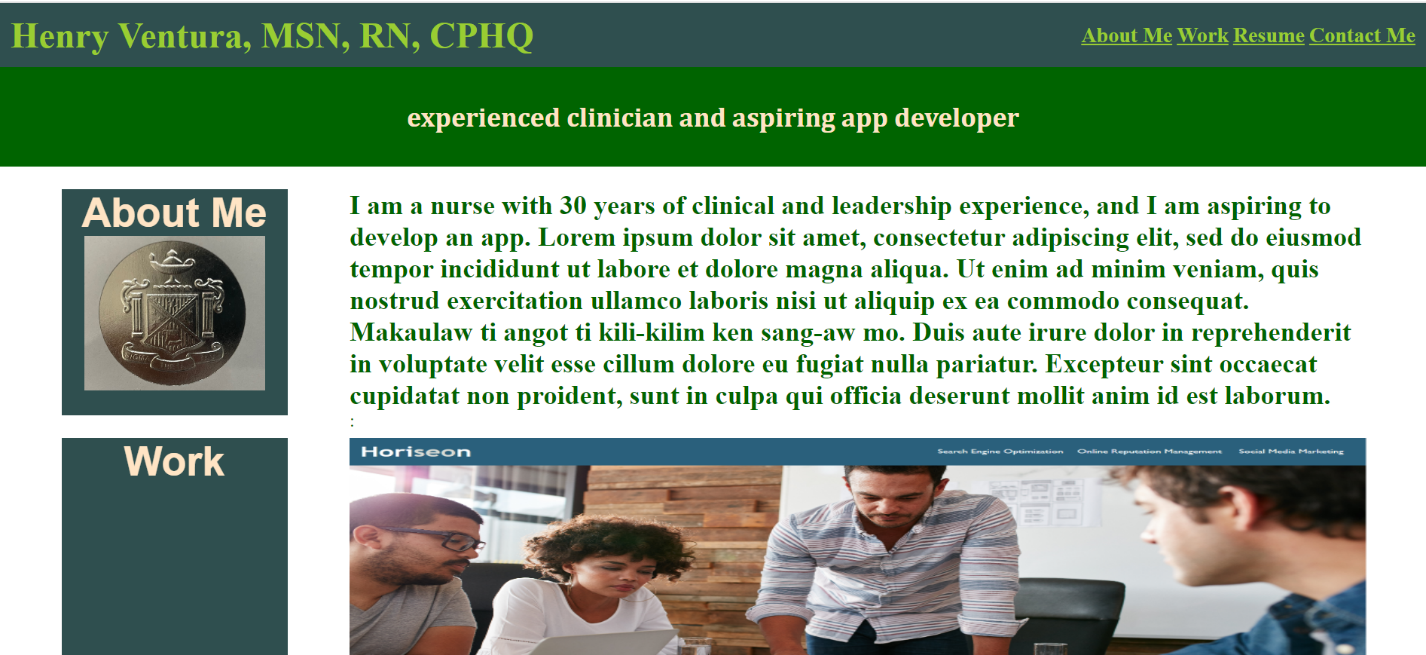 Henry Ventura, MSN, RN, CPHQ
About Me Work Resume Contact Me
experienced clinician and aspiring app developer
About Me
I am a nurse with 30 years of clinical and leadership experience, and I am aspiring to
develop an app. Lorem ipsum dolor sit amet, consectetur adipiscing elit, sed do eiusmod
tempor incididunt ut labore et dolore magna aliqua. Ut enim ad minim veniam, quis
nostrud exercitation ullamco laboris nisi ut aliquip ex ea commodo consequat.
Makaulaw ti angot ti kili-kilim ken sang-aw mo. Duis aute irure dolor in reprehenderit
in voluptate velit esse cillum dolore eu fugiat nulla pariatur. Excepteur sint occaecat
cupidatat non proident, sunt in culpa qui officia deserunt mollit anim id est laborum.
:
Work
Horiseon
Search Engine Optimization Online Reputation Management Social Media Marketing